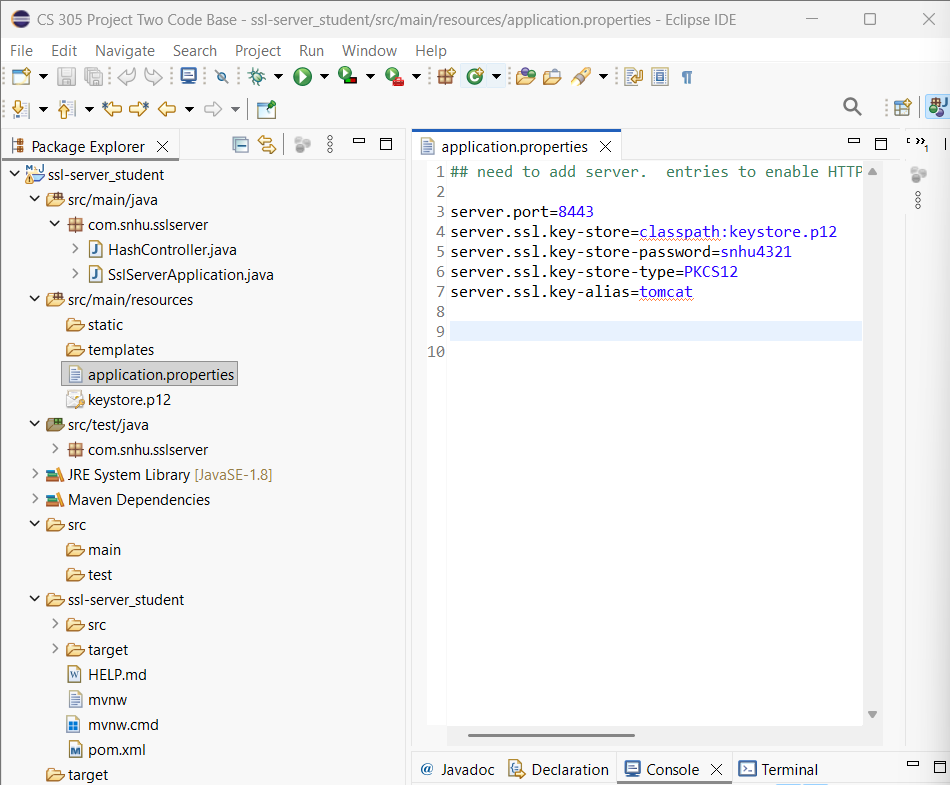 CS 305 Project Two Code Base - ssl-server_student/src/main/resources/application.properties - Eclipse IDE
File Edit Navigate Search Project Run Window Help
Package Explorer
ssl-server_student
src/main/java
com.snhu.sslserver
HashController.java
SslServerApplication.java
src/main/resources
static
templates
application.properties
keystore.p12
src/test/java
com.snhu.sslserver
JRE System Library [JavaSE-1.8]
Maven Dependencies
src
main
test
ssl-server_student
src
target
HELP.md
mvnw
mvnw.cmd
pom.xml
target
application.properties
1 ## need to add server.  entries to enable HTTP
2
3 server.port=8443
4 server.ssl.key-store=classpath:keystore.p12
5 server.ssl.key-store-password=snhu4321
6 server.ssl.key-store-type=PKCS12
7 server.ssl.key-alias=tomcat
8
9
10
»1
@ Javadoc Declaration Console Terminal